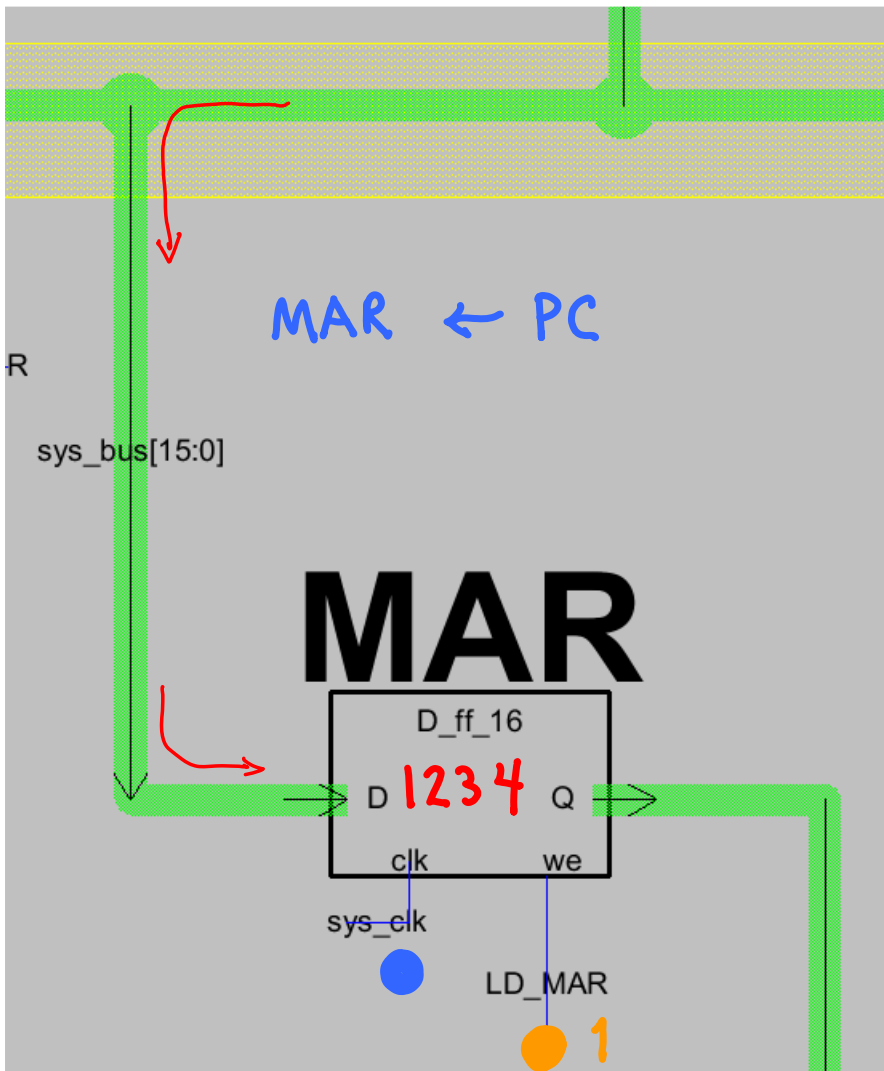 MAR ← PC
R
sys_bus[15:0]
MAR
D_ff_16
D 1234 Q
clk we
sys_clk
LD_MAR
1